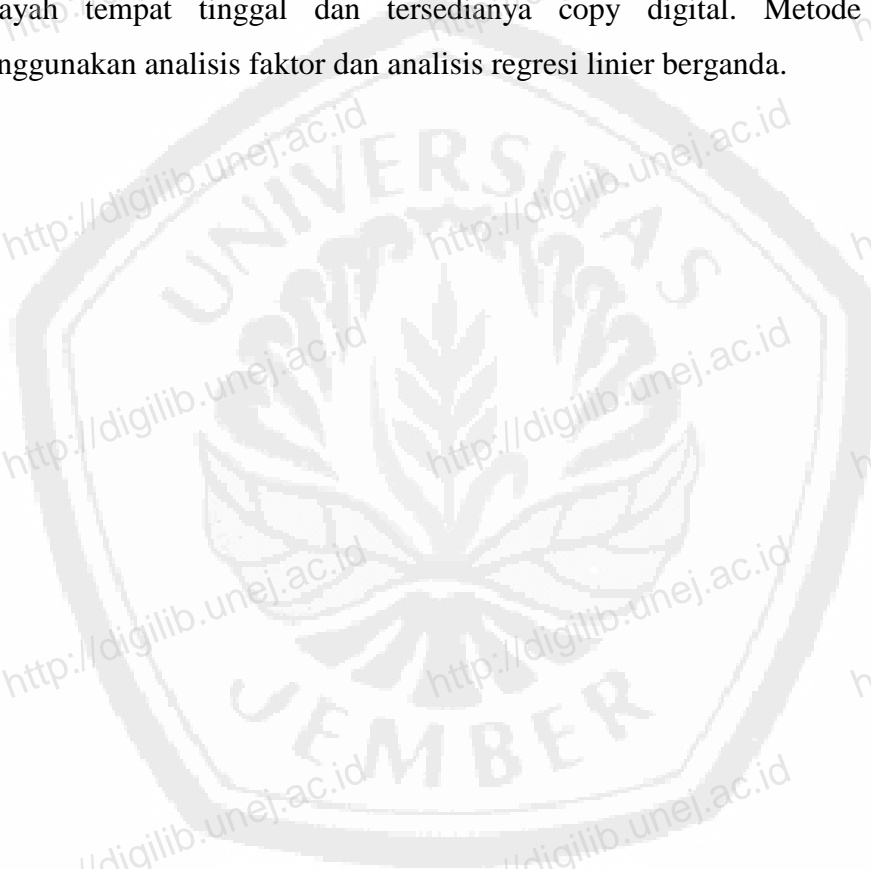 ayah tempat tinggal dan tersedianya copy digital. Metode
nggunakan analisis faktor dan analisis regresi linier berganda.
http://digilib.unej.ac.id
http://digilib.unej.ac.id
UNIVERSITAS
http://digilib.unej.ac.id
http://digilib.unej.ac.id
http://digilib.unej.ac.id
http://digilib.unej.ac.id
JEMBER
//digilib.unej.ac.id
//digilib.unej.ac.id